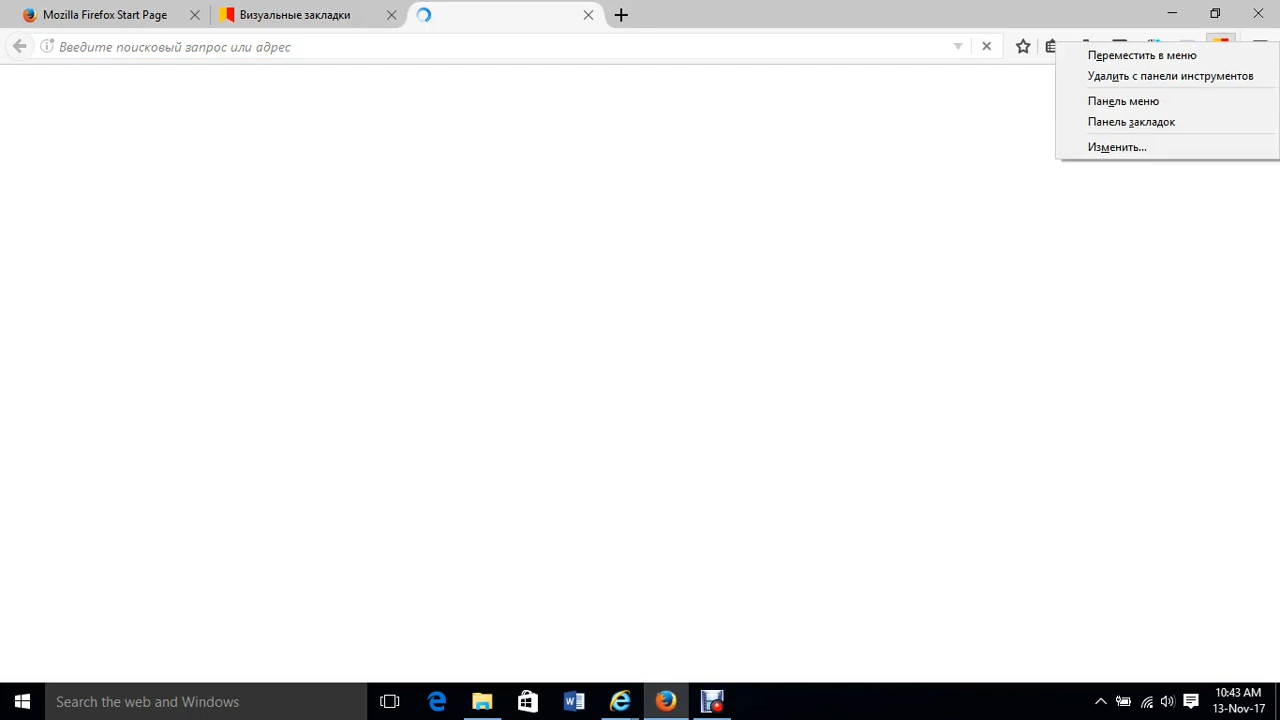 Mozilla Firefox Start Page
Визуальные закладки
Введите поисковый запрос или адрес
Переместить в меню
Удалить с панели инструментов
Панель меню
Панель закладок
Изменить...
Search the web and Windows
10:43 AM
13-Nov-17